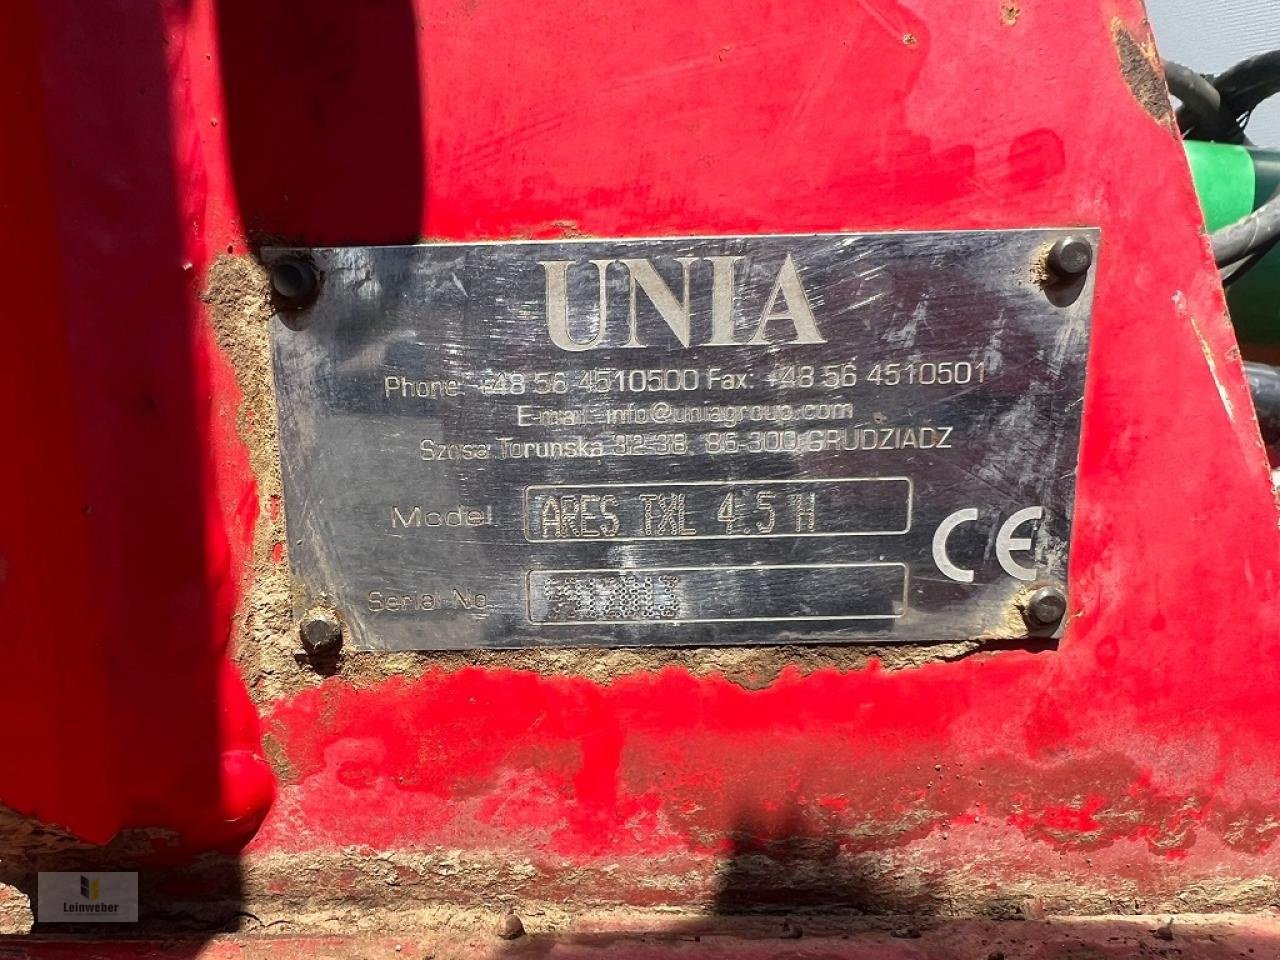 UNIA
Phone: +48 56 4510500 Fax: +48 56 4510501
E-mail: info@uniagroup.com
Szosa Torunska 32-38, 86-300 GRUDZIADZ
Model ARES TXL 4.5 H
CE
Serial No
Leinweber